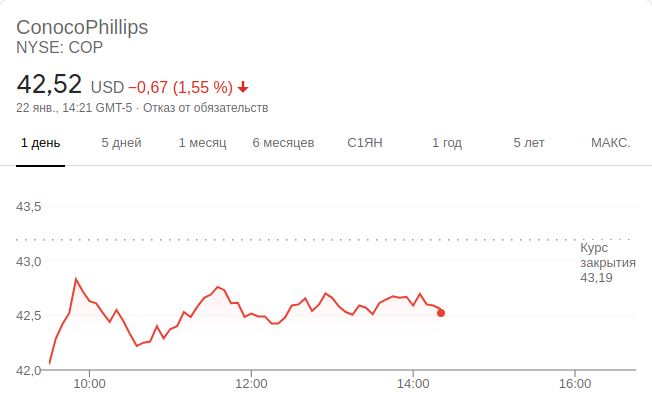 ConocoPhillips
NYSE: COP
42,52 USD −0,67 (1,55 %)
22 янв., 14:21 GMT-5 · Отказ от обязательств
1 день 5 дней 1 месяц 6 месяцев С1ЯН 1 год 5 лет МАКС.
43,5
Курс
закрытия
43,19
43,0
42,5
42,0
10:00 12:00 14:00 16:00